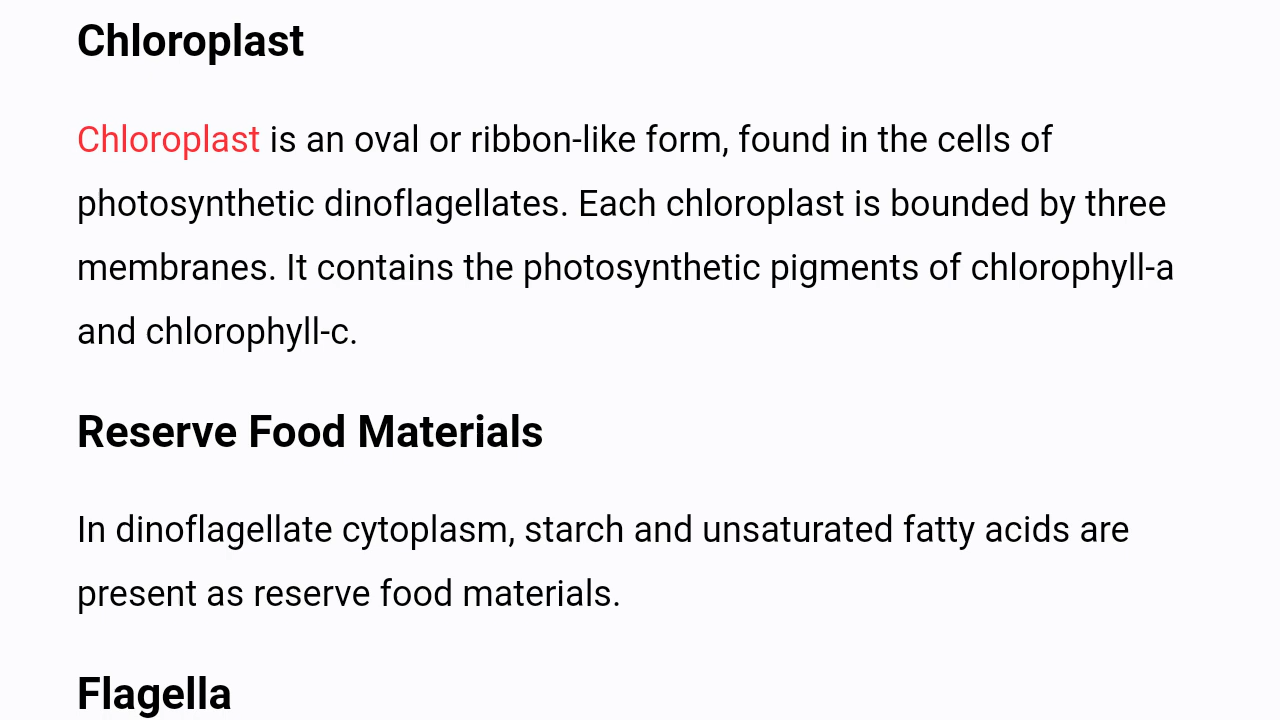 Chloroplast
Chloroplast is an oval or ribbon-like form, found in the cells of
photosynthetic dinoflagellates. Each chloroplast is bounded by three
membranes. It contains the photosynthetic pigments of chlorophyll-a
and chlorophyll-c.
Reserve Food Materials
In dinoflagellate cytoplasm, starch and unsaturated fatty acids are
present as reserve food materials.
Flagella